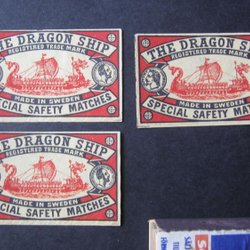 THE DRAGON SHIP
REGISTERED TRADE MARK
MADE IN SWEDEN
SPECIAL SAFETY MATCHES
THE DRAGON SHIP
REGISTERED TRADE MARK
MADE IN SWEDEN
SPECIAL SAFETY MAT
THE DRAGON SHIP
REGISTERED TRADE MARK
MADE IN SWEDEN
SPECIAL SAFETY MATCHES